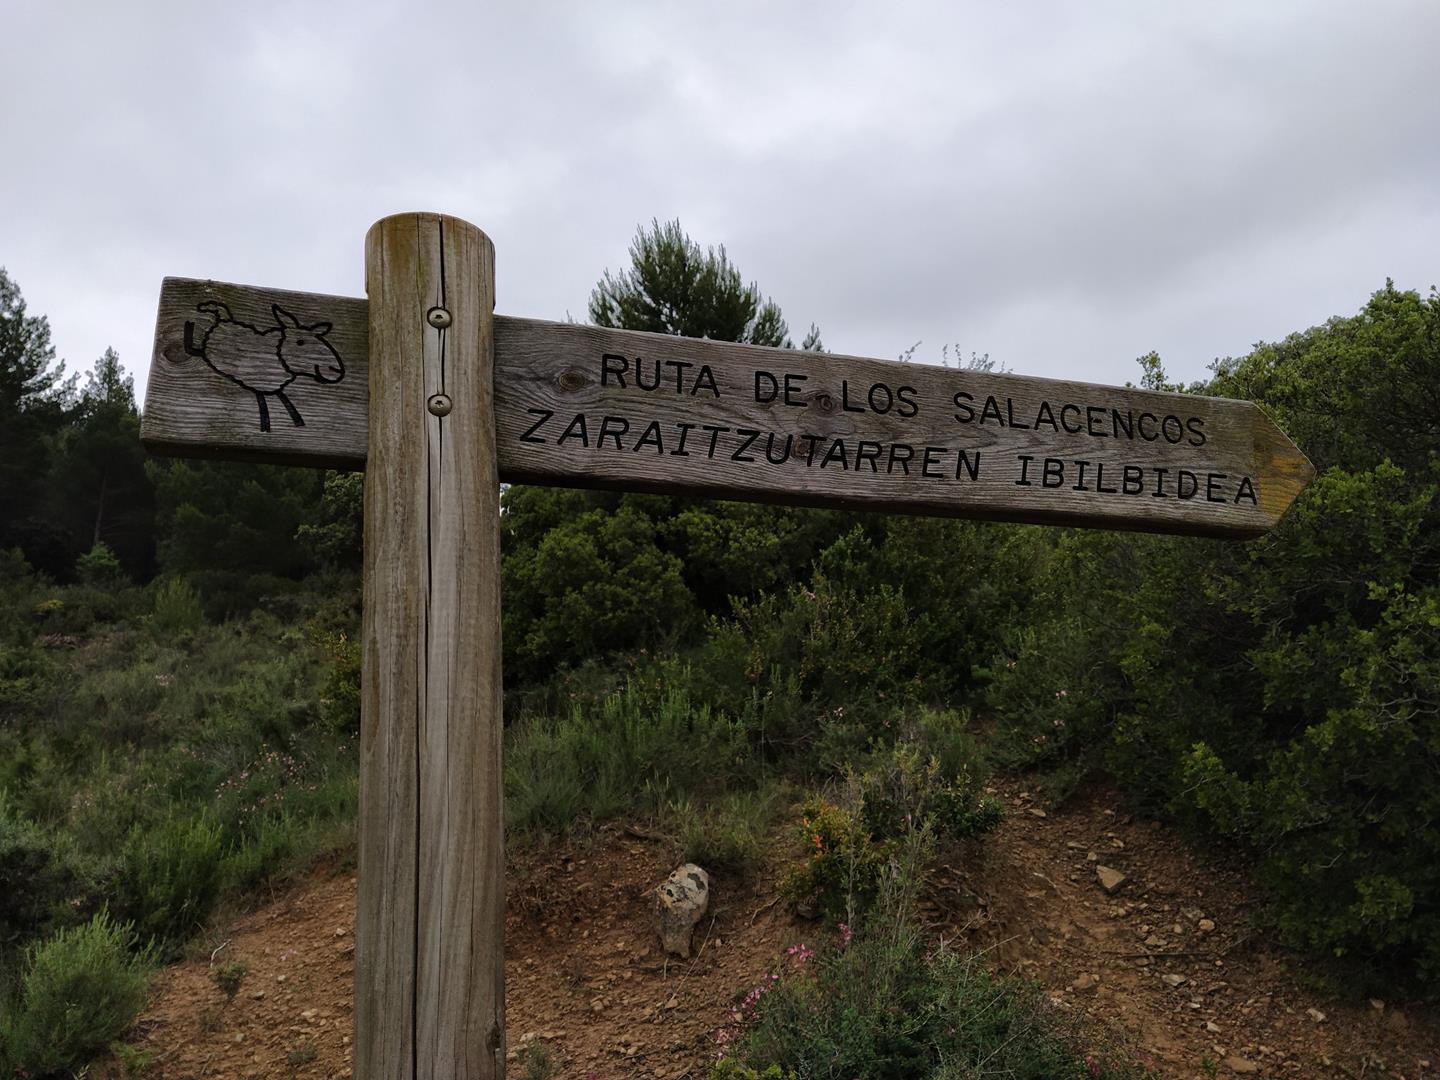 RUTA DE LOS SALACENCOS
ZARAITZUTARREN IBILBIDEA